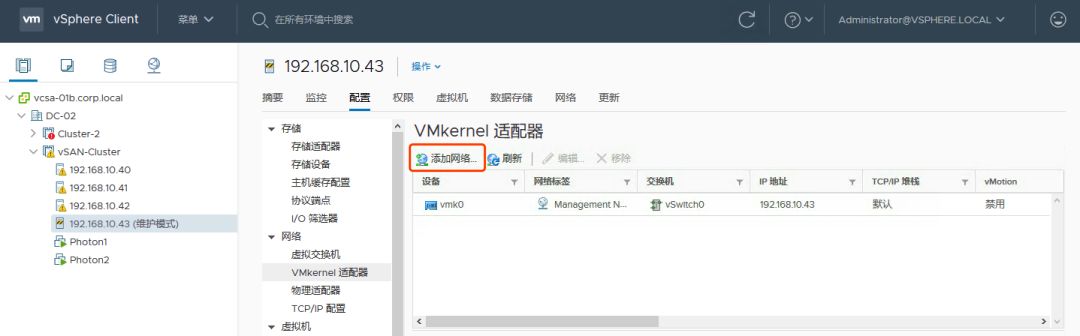 vm vSphere Client 菜单 在所有环境中搜索 Administrator@VSPHERE.LOCAL
vcsa-01b.corp.local
DC-02
Cluster-2
vSAN-Cluster
192.168.10.40
192.168.10.41
192.168.10.42
192.168.10.43 (维护模式)
Photon1
Photon2
192.168.10.43 操作
摘要 监控 配置 权限 虚拟机 数据存储 网络 更新
存储
存储适配器
存储设备
主机缓存配置
协议端点
I/O 筛选器
网络
虚拟交换机
VMkernel 适配器
物理适配器
TCP/IP 配置
虚拟机
VMkernel 适配器
添加网络... 刷新 编辑... 移除
设备 网络标签 交换机 IP 地址 TCP/IP 堆栈 vMotion
vmk0 Management N... vSwitch0 192.168.10.43 默认 禁用